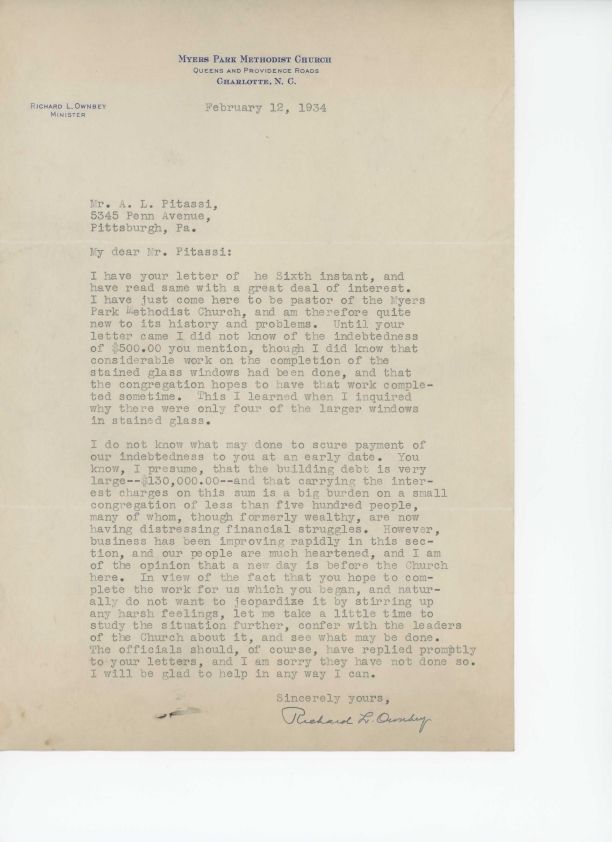 MYERS PARK METHODIST CHURCH
QUEENS AND PROVIDENCE ROADS
CHARLOTTE, N. C.
RICHARD L. OWNBEY
MINISTER
February 12, 1934
Mr. A. L. Pitassi,
5345 Penn Avenue,
Pittsburgh, Pa.
My dear Mr. Pitassi:
I have your letter of he Sixth instant, and
have read same with a great deal of interest.
I have just come here to be pastor of the Myers
Park Methodist Church, and am therefore quite
new to its history and problems. Until your
letter came I did not know of the indebtedness
of $500.00 you mention, though I did know that
considerable work on the completion of the
stained glass windows had been done, and that
the congregation hopes to have that work comple-
ted sometime. This I learned when I inquired
why there were only four of the larger windows
in stained glass.
I do not know what may done to scure payment of
our indebtedness to you at an early date. You
know, I presume, that the building debt is very
large--$130,000.00--and that carrying the inter-
est charges on this sum is a big burden on a small
congregation of less than five hundred people,
many of whom, though formerly wealthy, are now
having distressing financial struggles. However,
business has been improving rapidly in this sec-
tion, and our people are much heartened, and I am
of the opinion that a new day is before the Church
here. In view of the fact that you hope to com-
plete the work for us which you began, and natur-
ally do not want to jeopardize it by stirring up
any harsh feelings, let me take a little time to
study the situation further, confer with the leaders
of the Church about it, and see what may be done.
The officials should, of course, have replied promptly
to your letters, and I am sorry they have not done so.
I will be glad to help in any way I can.
Sincerely yours,
Richard L. Ownbey